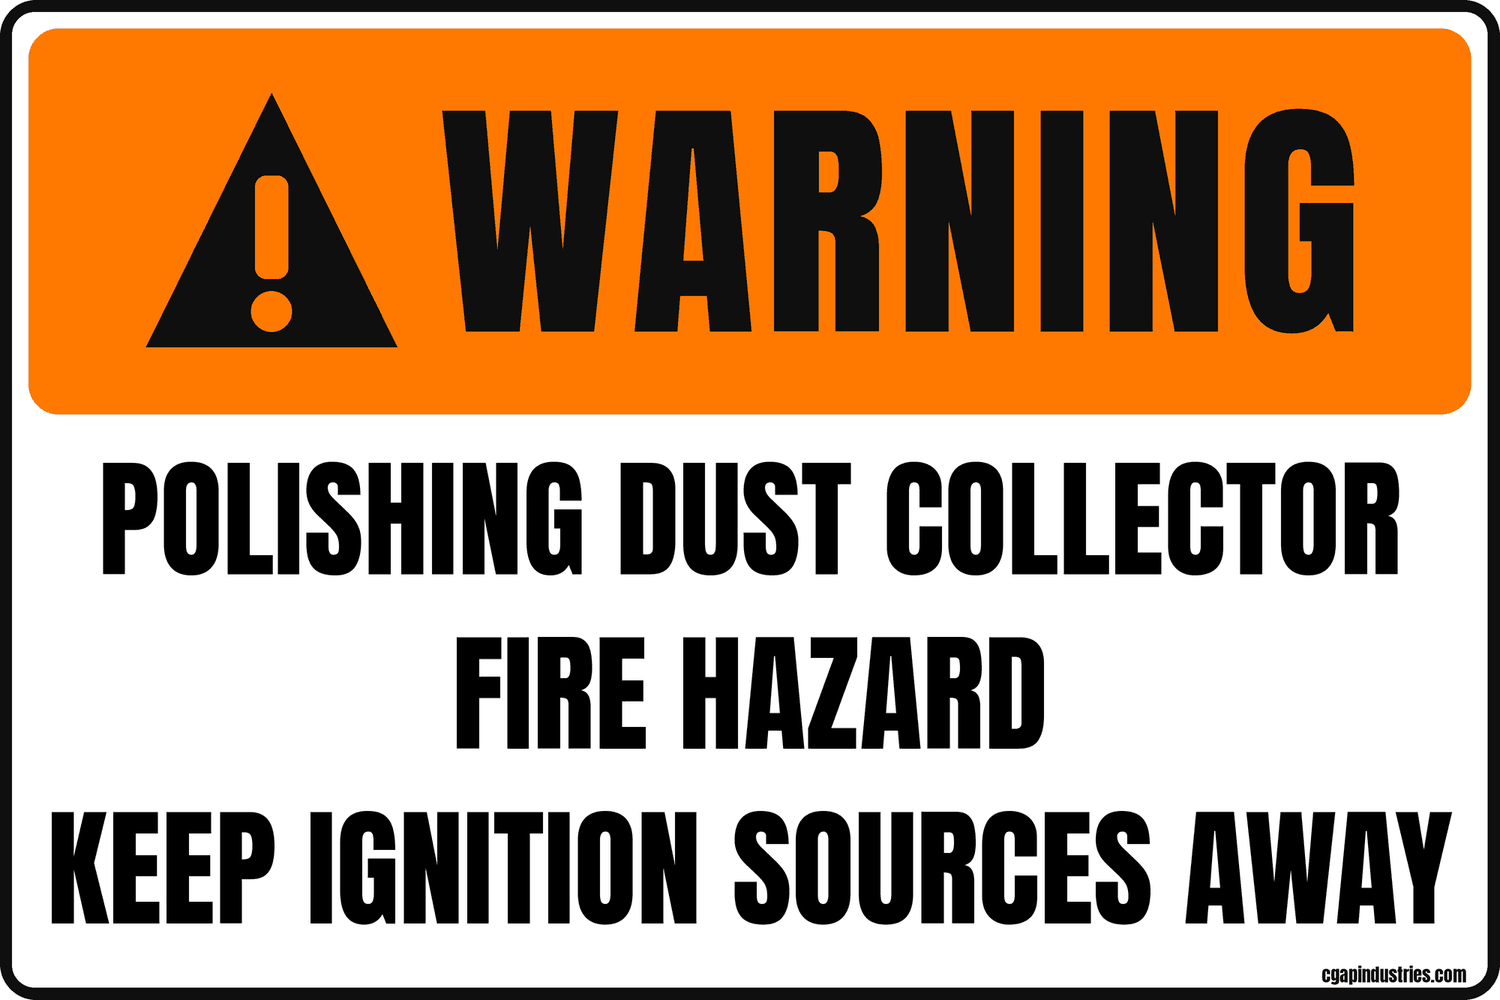 WARNING
POLISHING DUST COLLECTOR
FIRE HAZARD
KEEP IGNITION SOURCES AWAY
cgapindustries.com